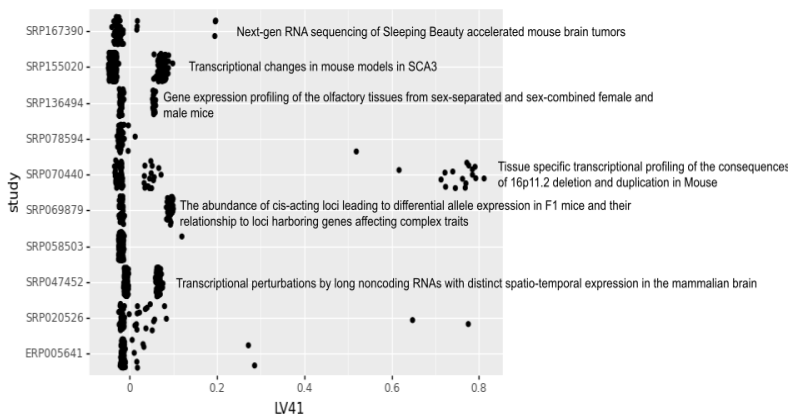 SRP167390
Next-gen RNA sequencing of Sleeping Beauty accelerated mouse brain tumors
SRP155020
Transcriptional changes in mouse models in SCA3
SRP136494
Gene expression profiling of the olfactory tissues from sex-separated and sex-combined female and
male mice
SRP078594
SRP070440
Tissue specific transcriptional profiling of the consequences
of 16p11.2 deletion and duplication in Mouse
study
SRP069879
The abundance of cis-acting loci leading to differential allele expression in F1 mice and their
relationship to loci harboring genes affecting complex traits
SRP058503
SRP047452
Transcriptional perturbations by long noncoding RNAs with distinct spatio-temporal expression in the mammalian brain
SRP020526
ERP005641
0 0.2 0.4 0.6 0.8
LV41